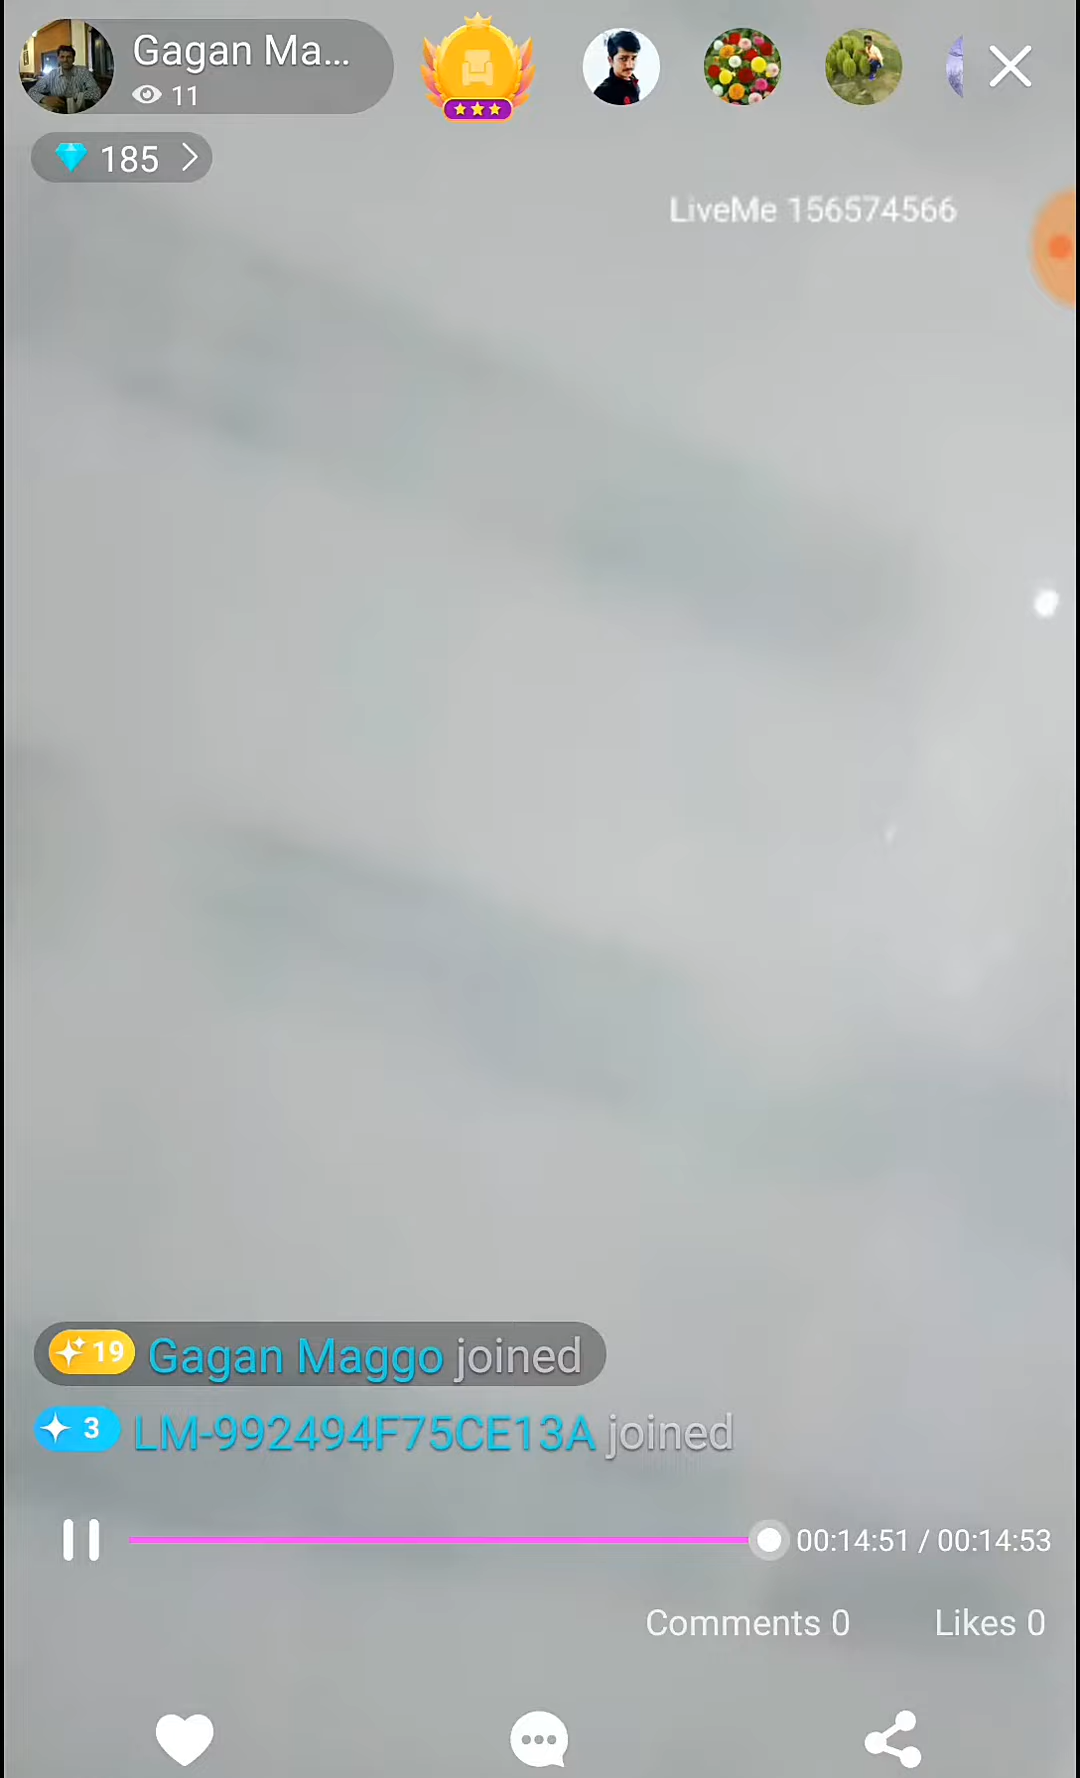 Gagan Ma...
11
185
LiveMe 156574566
19 Gagan Maggo joined
3 LM-992494F75CE13A joined
00:14:51 / 00:14:53
Comments 0 Likes 0